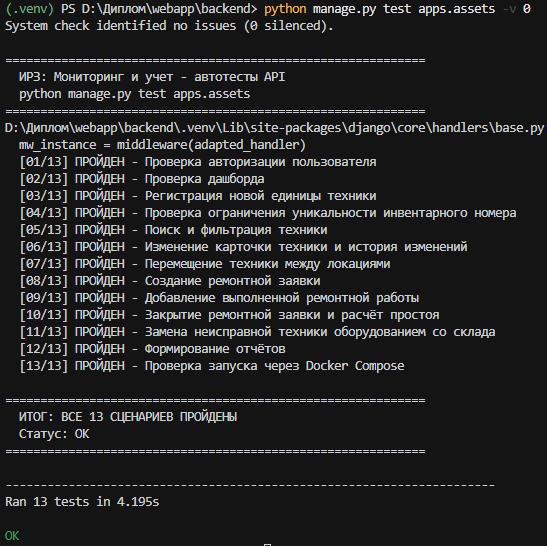 (.venv) PS D:\Диплом\webapp\backend> python manage.py test apps.assets -v 0
System check identified no issues (0 silenced).
============================================================
ИРЗ: Мониторинг и учет - автотесты API
python manage.py test apps.assets
============================================================
D:\Диплом\webapp\backend\.venv\Lib\site-packages\django\core\handlers\base.py
mw_instance = middleware(adapted_handler)
[01/13] ПРОЙДЕН - Проверка авторизации пользователя
[02/13] ПРОЙДЕН - Проверка дашборда
[03/13] ПРОЙДЕН - Регистрация новой единицы техники
[04/13] ПРОЙДЕН - Проверка ограничения уникальности инвентарного номера
[05/13] ПРОЙДЕН - Поиск и фильтрация техники
[06/13] ПРОЙДЕН - Изменение карточки техники и история изменений
[07/13] ПРОЙДЕН - Перемещение техники между локациями
[08/13] ПРОЙДЕН - Создание ремонтной заявки
[09/13] ПРОЙДЕН - Добавление выполненной ремонтной работы
[10/13] ПРОЙДЕН - Закрытие ремонтной заявки и расчёт простоя
[11/13] ПРОЙДЕН - Замена неисправной техники оборудованием со склада
[12/13] ПРОЙДЕН - Формирование отчётов
[13/13] ПРОЙДЕН - Проверка запуска через Docker Compose
============================================================
ИТОГ: ВСЕ 13 СЦЕНАРИЕВ ПРОЙДЕНЫ
Статус: OK
============================================================
----------------------------------------------------------------------
Ran 13 tests in 4.195s
OK